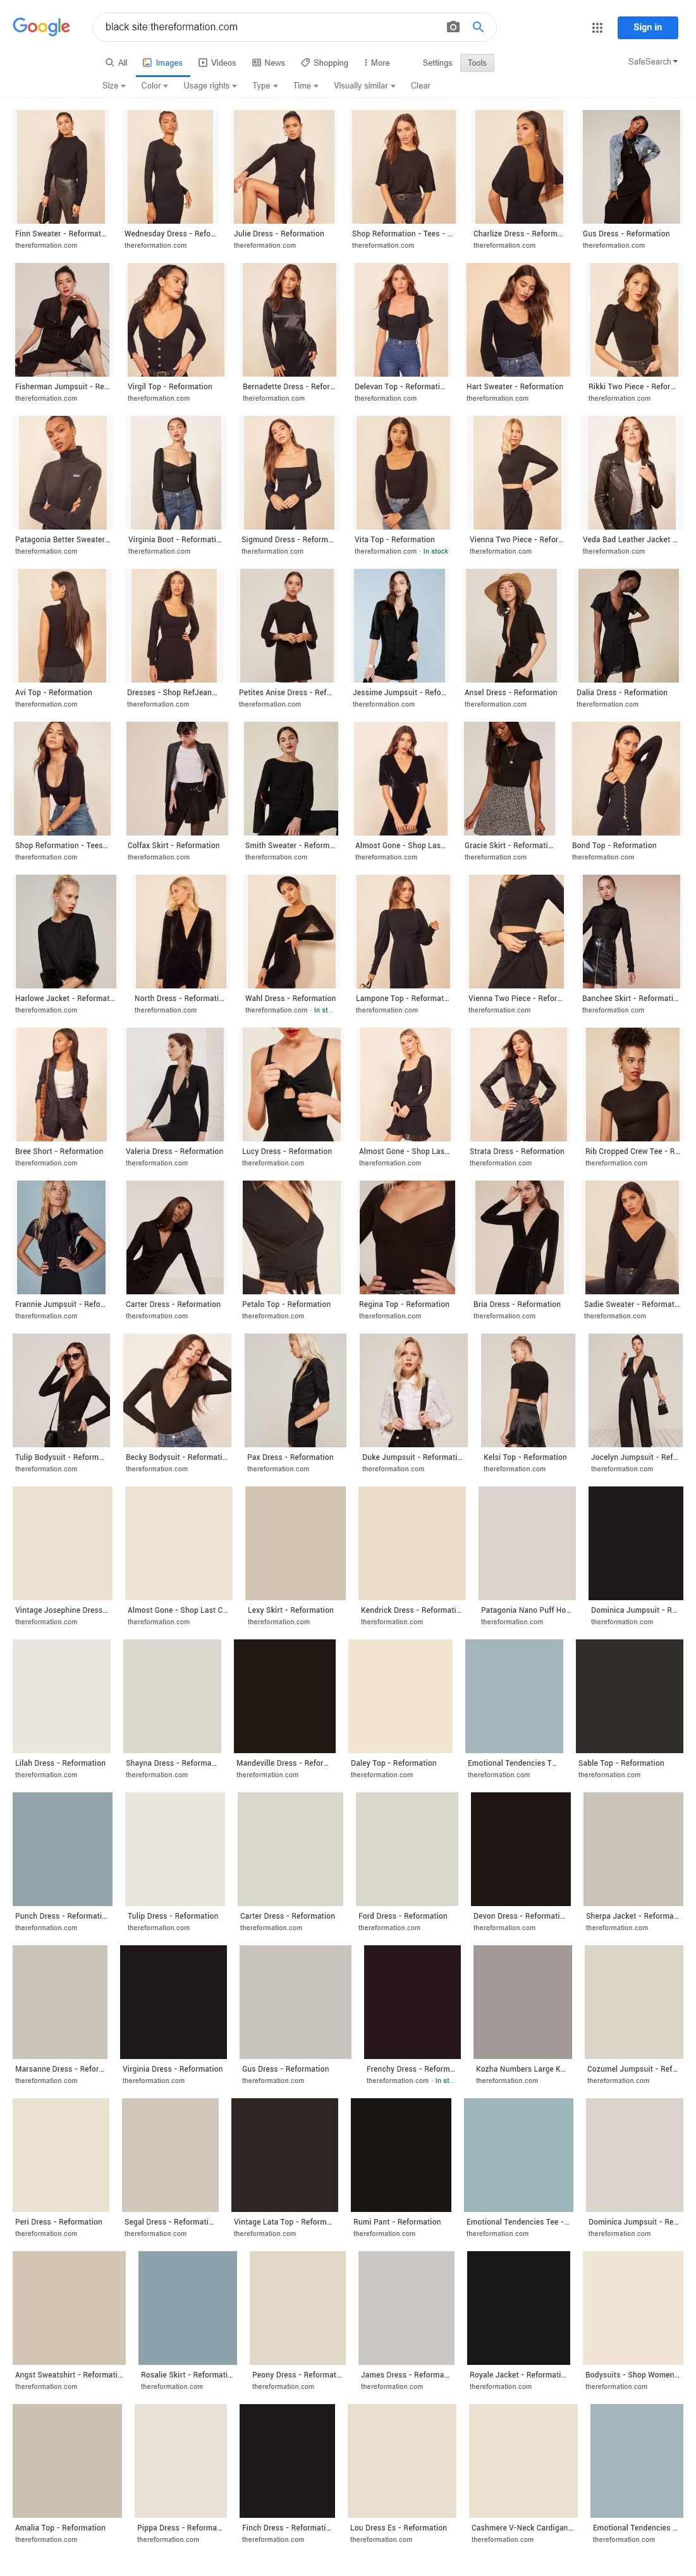 Google
black site:thereformation.com
Sign in
All Images Videos News Shopping More Settings Tools
SafeSearch
Size Color Usage rights Type Time Visually similar Clear
Finn Sweater - Reformat... Wednesday Dress - Refo... Julie Dress - Reformation Shop Reformation - Tees - ... Charlize Dress - Reform... Gus Dress - Reformation
thereformation.com thereformation.com thereformation.com thereformation.com thereformation.com thereformation.com
Fisherman Jumpsuit - Re... Virgil Top - Reformation Bernadette Dress - Refor... Delevan Top - Reformati... Hart Sweater - Reformation Rikki Two Piece - Refor...
thereformation.com thereformation.com thereformation.com thereformation.com thereformation.com thereformation.com
Patagonia Better Sweater... Virginia Boot - Reformati... Sigmund Dress - Reform... Vita Top - Reformation Vienna Two Piece - Refor... Veda Bad Leather Jacket ...
thereformation.com thereformation.com thereformation.com thereformation.com · In stock thereformation.com thereformation.com
Avi Top - Reformation Dresses - Shop RefJean... Petites Anise Dress - Ref... Jessime Jumpsuit - Refo... Ansel Dress - Reformation Dalia Dress - Reformation
thereformation.com thereformation.com thereformation.com thereformation.com thereformation.com thereformation.com
Shop Reformation - Tees... Colfax Skirt - Reformation Smith Sweater - Reform... Almost Gone - Shop Las... Gracie Skirt - Reformati... Bond Top - Reformation
thereformation.com thereformation.com thereformation.com thereformation.com thereformation.com thereformation.com
Harlowe Jacket - Reformat... North Dress - Reformati... Wahl Dress - Reformation Lampone Top - Reformat... Vienna Two Piece - Refor... Banchee Skirt - Reformati...
thereformation.com thereformation.com thereformation.com · In st... thereformation.com thereformation.com thereformation.com
Bree Short - Reformation Valeria Dress - Reformation Lucy Dress - Reformation Almost Gone - Shop Las... Strata Dress - Reformation Rib Cropped Crew Tee - R...
thereformation.com thereformation.com thereformation.com thereformation.com thereformation.com thereformation.com
Frannie Jumpsuit - Refo... Carter Dress - Reformation Petalo Top - Reformation Regina Top - Reformation Bria Dress - Reformation Sadie Sweater - Reformat...
thereformation.com thereformation.com thereformation.com thereformation.com thereformation.com thereformation.com
Tulip Bodysuit - Reform... Becky Bodysuit - Reformati... Pax Dress - Reformation Duke Jumpsuit - Reformati... Kelsi Top - Reformation Jocelyn Jumpsuit - Ref...
thereformation.com thereformation.com thereformation.com thereformation.com thereformation.com thereformation.com
Vintage Josephine Dress... Almost Gone - Shop Last C... Lexy Skirt - Reformation Kendrick Dress - Reformati... Patagonia Nano Puff Ho... Dominica Jumpsuit - R...
thereformation.com thereformation.com thereformation.com thereformation.com thereformation.com thereformation.com
Lilah Dress - Reformation Shayna Dress - Reforma... Mandeville Dress - Refor... Daley Top - Reformation Emotional Tendencies T... Sable Top - Reformation
thereformation.com thereformation.com thereformation.com thereformation.com thereformation.com thereformation.com
Punch Dress - Reformati... Tulip Dress - Reformation Carter Dress - Reformation Ford Dress - Reformation Devon Dress - Reformati... Sherpa Jacket - Reforma...
thereformation.com thereformation.com thereformation.com thereformation.com thereformation.com thereformation.com
Marsanne Dress - Refor... Virginia Dress - Reformation Gus Dress - Reformation Frenchy Dress - Reform... Kozha Numbers Large K... Cozumel Jumpsuit - Ref...
thereformation.com thereformation.com thereformation.com thereformation.com · In st... thereformation.com thereformation.com
Peri Dress - Reformation Segal Dress - Reformati... Vintage Lata Top - Reform... Rumi Pant - Reformation Emotional Tendencies Tee -... Dominica Jumpsuit - Re...
thereformation.com thereformation.com thereformation.com thereformation.com thereformation.com thereformation.com
Angst Sweatshirt - Reformati... Rosalie Skirt - Reformati... Peony Dress - Reformat... James Dress - Reforma... Royale Jacket - Reformati... Bodysuits - Shop Women...
thereformation.com thereformation.com thereformation.com thereformation.com thereformation.com thereformation.com
Amalia Top - Reformation Pippa Dress - Reforma... Finch Dress - Reformati... Lou Dress Es - Reformation Cashmere V-Neck Cardigan... Emotional Tendencies ...
thereformation.com thereformation.com thereformation.com thereformation.com thereformation.com thereformation.com